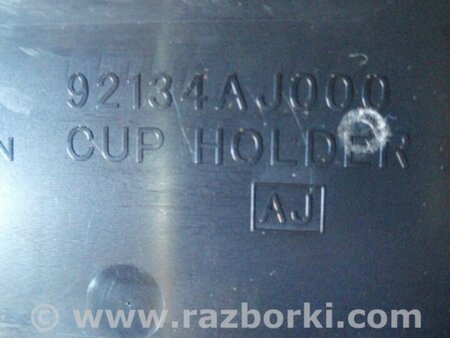 92134AJ000
N CUP HOLDER
AJ
© www.razborki.com